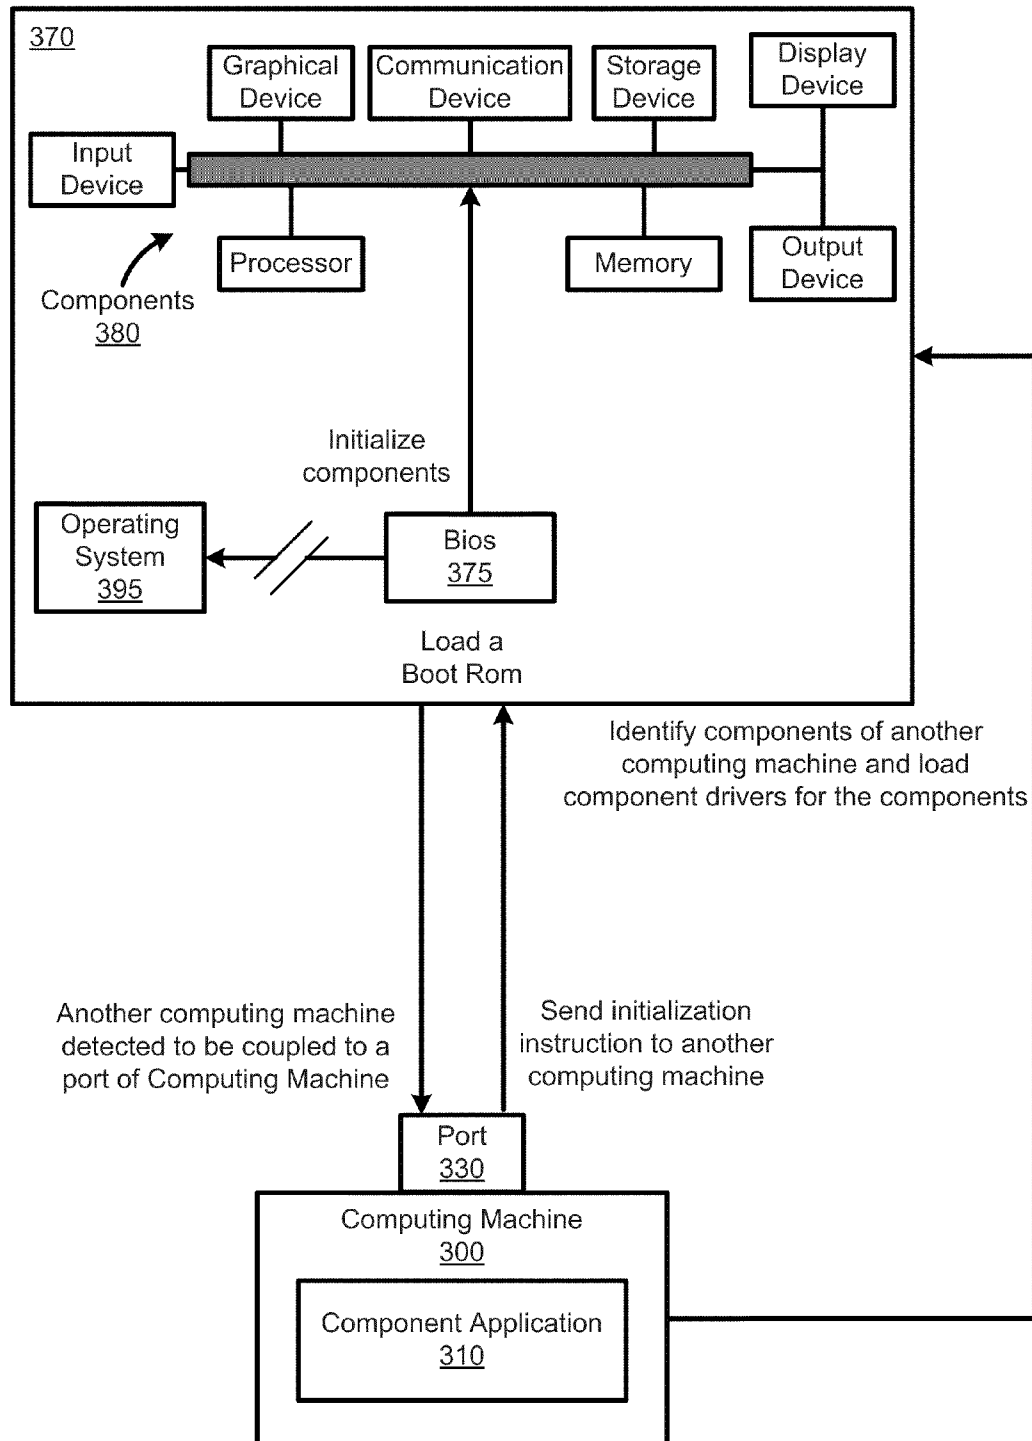 370
Graphical
Device
Communication
Device
Storage
Device
Display
Device
Input
Device
Processor
Memory
Output
Device
Components
380
Initialize
components
Operating
System
395
Bios
375
Load a
Boot Rom
Identify components of another
computing machine and load
component drivers for the components
Another computing machine
detected to be coupled to a
port of Computing Machine
Send initialization
instruction to another
computing machine
Port
330
Computing Machine
300
Component Application
310